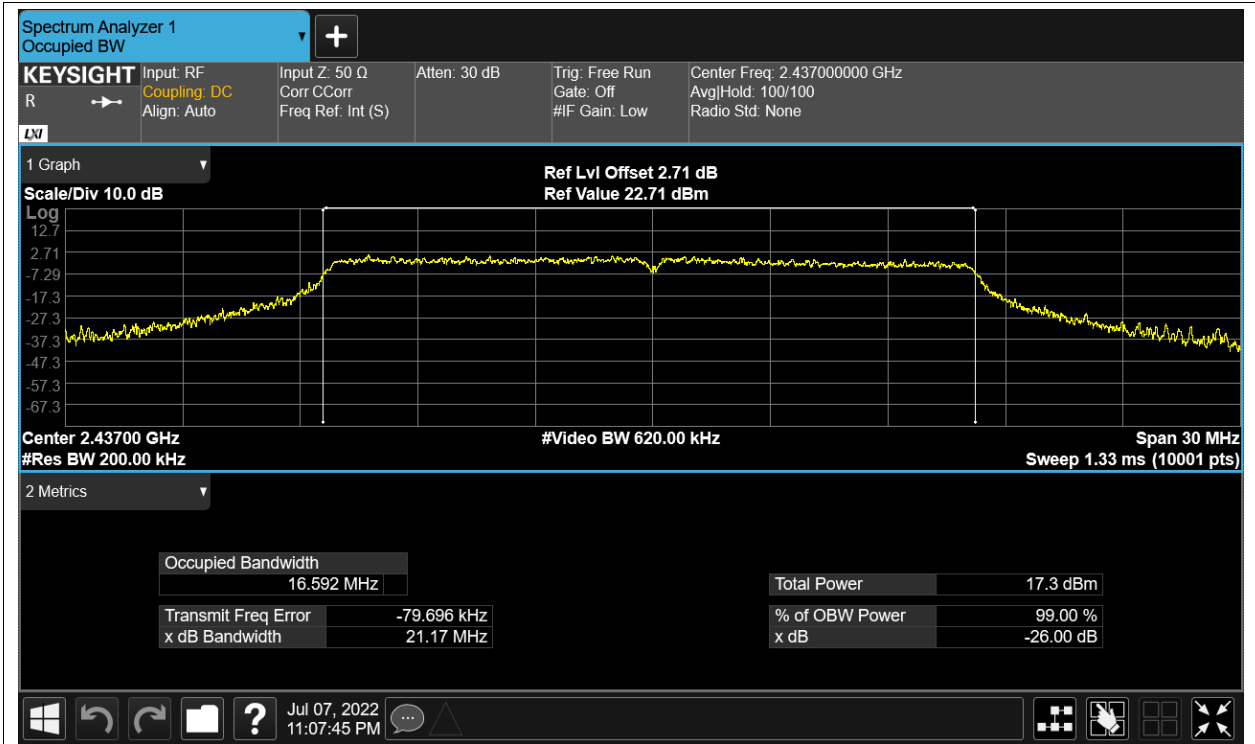 Spectrum Analyzer 1
Occupied BW
KEYSIGHT
R
LXI
Input: RF
Coupling: DC
Align: Auto
Input Z: 50 Ω
Corr CCorr
Freq Ref: Int (S)
Atten: 30 dB
Trig: Free Run
Gate: Off
#IF Gain: Low
Center Freq: 2.437000000 GHz
Avg|Hold: 100/100
Radio Std: None
1 Graph
Scale/Div 10.0 dB
Ref Lvl Offset 2.71 dB
Ref Value 22.71 dBm
Log
12.7
2.71
-7.29
-17.3
-27.3
-37.3
-47.3
-57.3
-67.3
Center 2.43700 GHz
#Res BW 200.00 kHz
#Video BW 620.00 kHz
Span 30 MHz
Sweep 1.33 ms (10001 pts)
2 Metrics
Occupied Bandwidth
16.592 MHz
Transmit Freq Error -79.696 kHz
x dB Bandwidth 21.17 MHz
Total Power 17.3 dBm
% of OBW Power 99.00 %
x dB -26.00 dB
?
Jul 07, 2022
11:07:45 PM